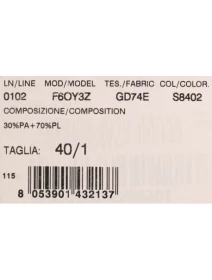 LN/LINE MOD/MODEL TES./FABRIC COL/COLOR.
0102 F6OY3Z GD74E S8402
COMPOSIZIONE/COMPOSITION
30%PA+70%PL
TAGLIA: 40/1
115
8 053901 432137